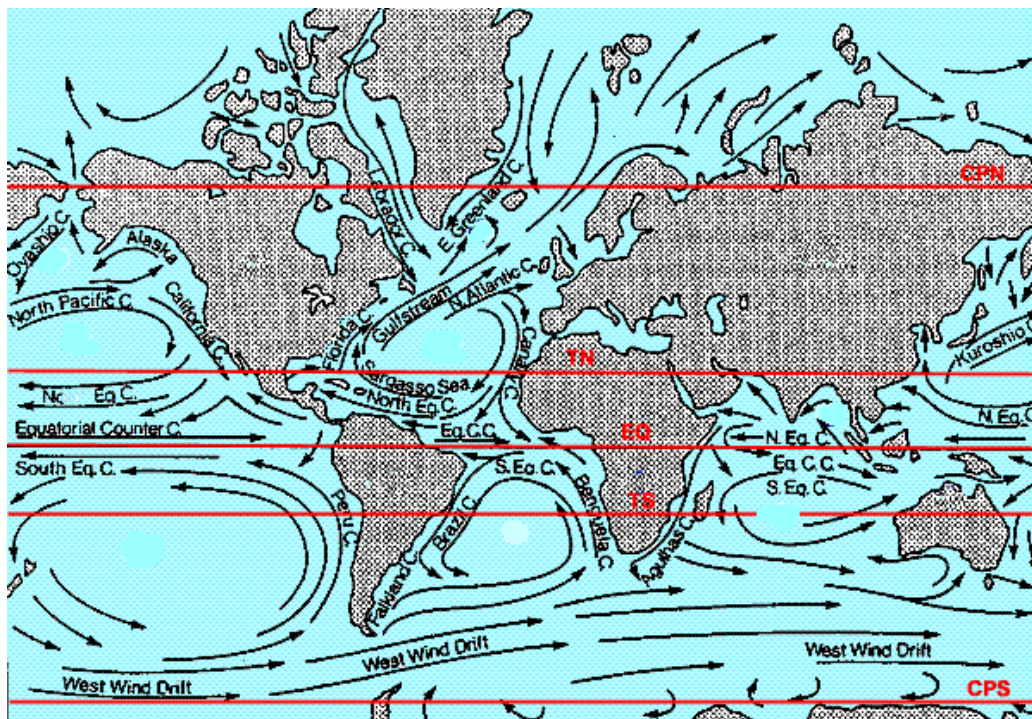 CPN
Labrador C.
E. Greenland C.
Oyashio C.
Alaska
North Pacific C.
California C.
Florida C.
Gulfstream
N. Atlantic C.
Canary C.
Kuroshio
TN
Sargasso Sea
North Eq. C.
Eq. C.
N. Eq. C.
Equatorial Counter C.
Eq. C.C.
EQ
N. Eq. C.
Eq. C. C.
South Eq. C.
S. Eq. C.
S. Eq. C.
TS
Peru C.
Brazil C.
Benguela C.
Agulhas C.
Falkland C.
West Wind Drift
West Wind Drift
West Wind Drift
CPS